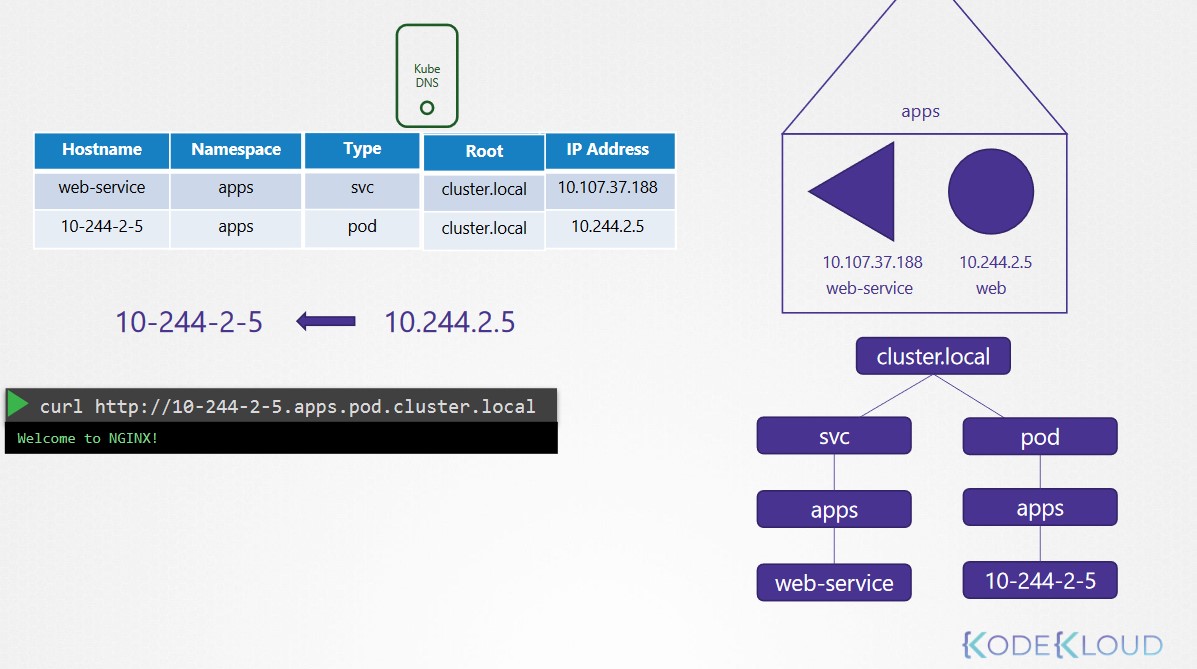 Kube
DNS
Hostname Namespace Type Root IP Address
web-service apps svc cluster.local 10.107.37.188
10-244-2-5 apps pod cluster.local 10.244.2.5
10-244-2-5 10.244.2.5
curl http://10-244-2-5.apps.pod.cluster.local
Welcome to NGINX!
apps
10.107.37.188 10.244.2.5
web-service web
cluster.local
svc pod
apps apps
web-service 10-244-2-5
KODEKLOUD